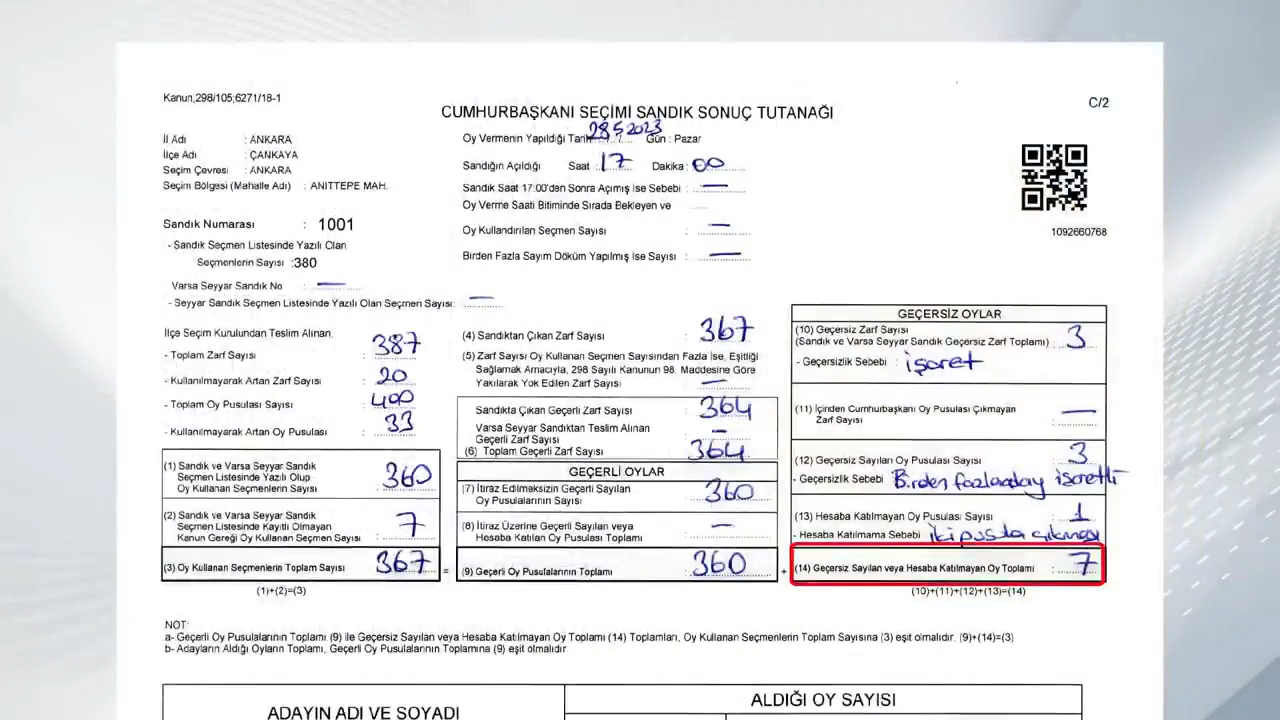 Kanun,298/105;6271/18-1
C/2
CUMHURBAŞKANI SEÇİMİ SANDIK SONUÇ TUTANAĞI
İl Adı : ANKARA
İlçe Adı : ÇANKAYA
Seçim Çevresi : ANKARA
Seçim Bölgesi (Mahalle Adı) : ANITTEPE MAH.
Sandık Numarası : 1001
- Sandık Seçmen Listesinde Yazılı Olan
Seçmenlerin Sayısı :380
Varsa Seyyar Sandık No : —
- Seyyar Sandık Seçmen Listesinde Yazılı Olan Seçmen Sayısı: —
Oy Vermenin Yapıldığı Tarih 28.5.2023 Gün : Pazar
Sandığın Açıldığı Saat : 17 Dakika : 00
Sandık Saat 17:00'den Sonra Açımış İse Sebebi : —
Oy Verme Saati Bitiminde Sırada Bekleyen ve
Oy Kullandırılan Seçmen Sayısı : —
Birden Fazla Sayım Döküm Yapılmış İse Sayısı : —
1092660768
İlçe Seçim Kurulundan Teslim Alınan:
- Toplam Zarf Sayısı : 387
- Kullanılmayarak Artan Zarf Sayısı : 20
- Toplam Oy Pusulası Sayısı : 400
- Kullanılmayarak Artan Oy Pusulası : 33
(1) Sandık ve Varsa Seyyar Sandık
Seçmen Listesinde Yazılı Olup
Oy Kullanan Seçmenlerin Sayısı : 360
(2) Sandık ve Varsa Seyyar Sandık
Seçmen Listesinde Kayıtlı Olmayan
Kanun Gereği Oy Kullanan Seçmen Sayısı : 7
(3) Oy Kullanan Seçmenlerin Toplam Sayısı : 367
(1)+(2)=(3)
=
(4) Sandıktan Çıkan Zarf Sayısı : 367
(5) Zarf Sayısı Oy Kullanan Seçmen Sayısından Fazla İse, Eşitliği
Sağlamak Amacıyla, 298 Sayılı Kanunun 98. Maddesine Göre
Yakılarak Yok Edilen Zarf Sayısı : —
Sandıkta Çıkan Geçerli Zarf Sayısı : 364
Varsa Seyyar Sandıktan Teslim Alınan
Geçerli Zarf Sayısı : —
(6) Toplam Geçerli Zarf Sayısı : 364
GEÇERLİ OYLAR
(7) İtiraz Edilmeksizin Geçerli Sayılan
Oy Pusulalarının Sayısı : 360
(8) İtiraz Üzerine Geçerli Sayılan veya
Hesaba Katılan Oy Pusulaları Toplamı : —
(9) Geçerli Oy Pusulalarının Toplamı : 360
+
GEÇERSİZ OYLAR
(10) Geçersiz Zarf Sayısı
(Sandık ve Varsa Seyyar Sandık Geçersiz Zarf Toplamı) : 3
- Geçersizlik Sebebi : işaret
(11) İçinden Cumhurbaşkanı Oy Pusulası Çıkmayan
Zarf Sayısı : —
(12) Geçersiz Sayılan Oy Pusulası Sayısı : 3
- Geçersizlik Sebebi : Birden fazla aday işaretli
(13) Hesaba Katılmayan Oy Pusulası Sayısı : 1
- Hesaba Katılmama Sebebi : iki pusula çıkması
(14) Geçersiz Sayılan veya Hesaba Katılmayan Oy Toplamı : 7
(10)+(11)+(12)+(13)=(14)
NOT:
a- Geçerli Oy Pusulalarının Toplamı (9) ile Geçersiz Sayılan veya Hesaba Katılmayan Oy Toplamı (14) Toplamları, Oy Kullanan Seçmenlerin Toplam Sayısına (3) eşit olmalıdır. (9)+(14)=(3)
b- Adayların Aldığı Oyların Toplamı, Geçerli Oy Pusulalarının Toplamına (9) eşit olmalıdır
ADAYIN ADI VE SOYADI
ALDIĞI OY SAYISI